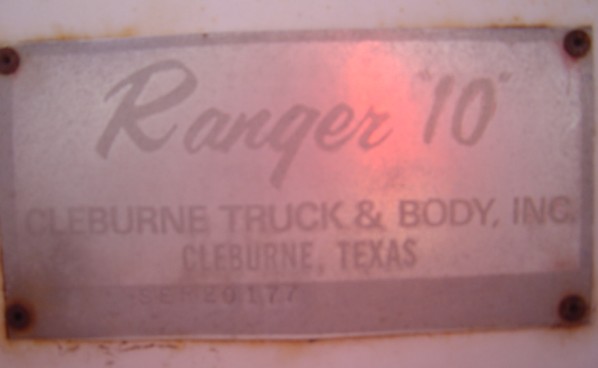 Ranger "10"
CLEBURNE TRUCK & BODY, INC.
CLEBURNE, TEXAS